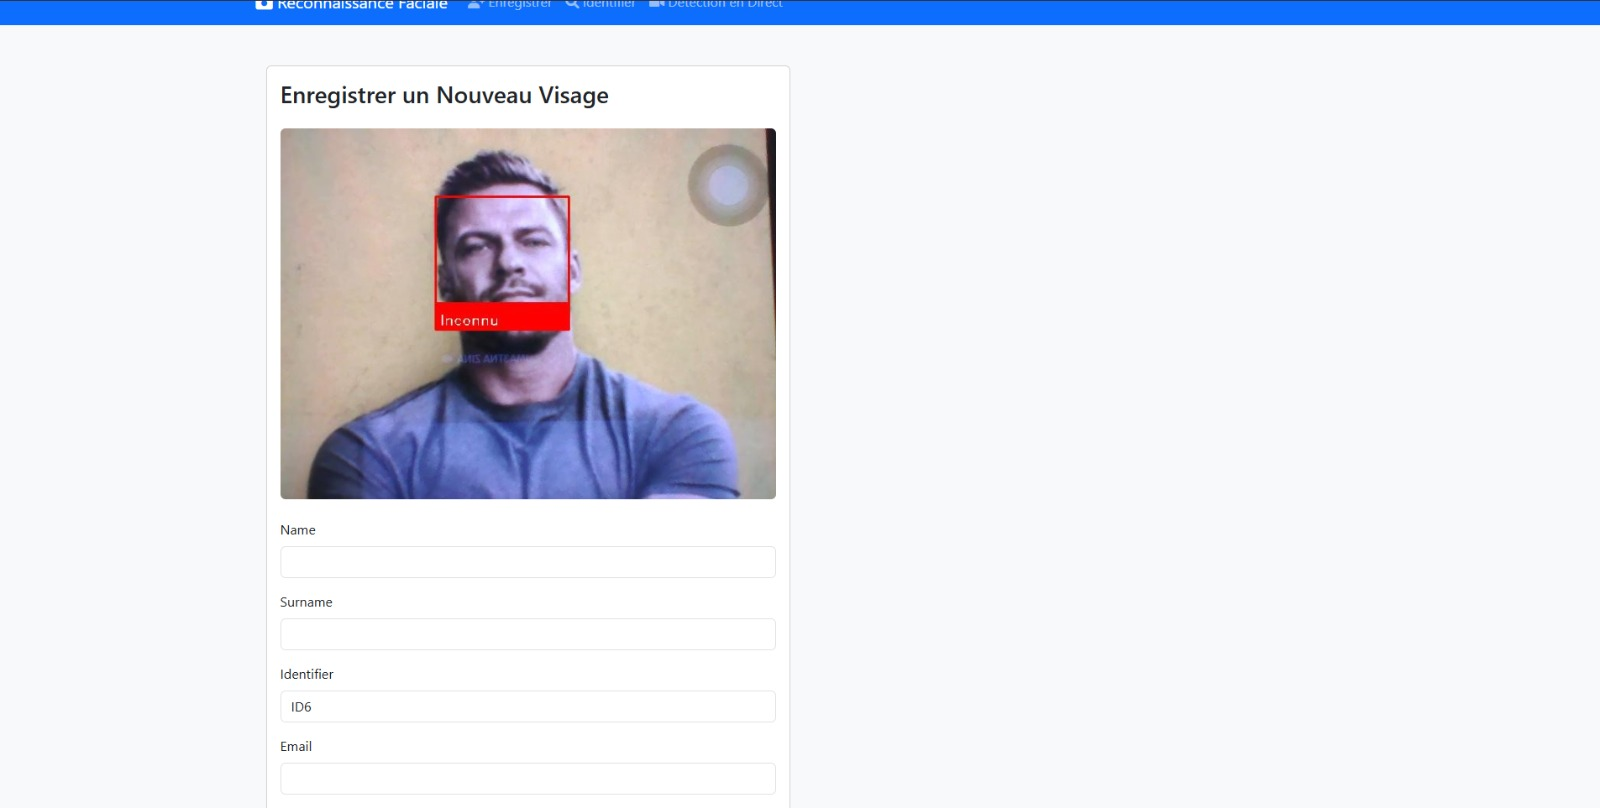 Reconnaissance Faciale Enregistrer Identifier Détection en Direct
Enregistrer un Nouveau Visage
Inconnu
Name
Surname
Identifier
ID6
Email